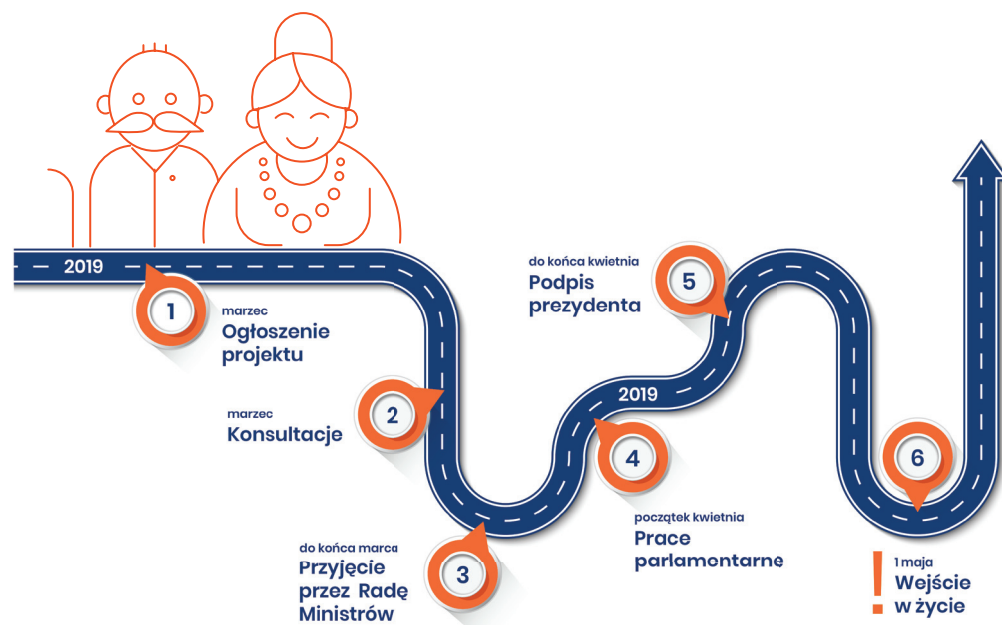 2019
1
marzec
Ogłoszenie
projektu
2
marzec
Konsultacje
3
do końca marca
Przyjęcie
przez Radę
Ministrów
2019
4
początek kwietnia
Prace
parlamontarne
5
do końca kwietnia
Podpis
prezydenta
6
1 maja
Wejście
w życie
!